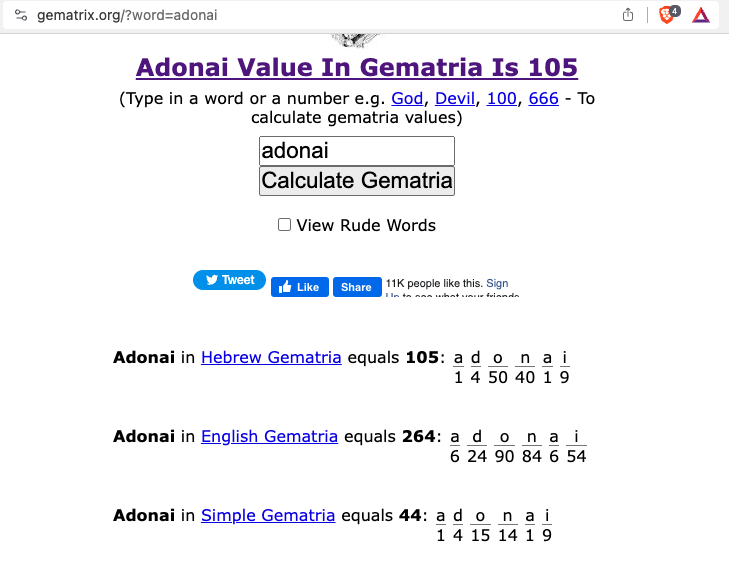 gematrix.org/?word=adonai
4
Adonai Value In Gematria Is 105
(Type in a word or a number e.g. God, Devil, 100, 666 - To
calculate gematria values)
adonai
Calculate Gematria
View Rude Words
Tweet
Like
Share
11K people like this. Sign
Up to see what your friends
Adonai in Hebrew Gematria equals 105: a d o n a i
1 4 50 40 1 9
Adonai in English Gematria equals 264: a d o n a i
6 24 90 84 6 54
Adonai in Simple Gematria equals 44: a d o n a i
1 4 15 14 1 9